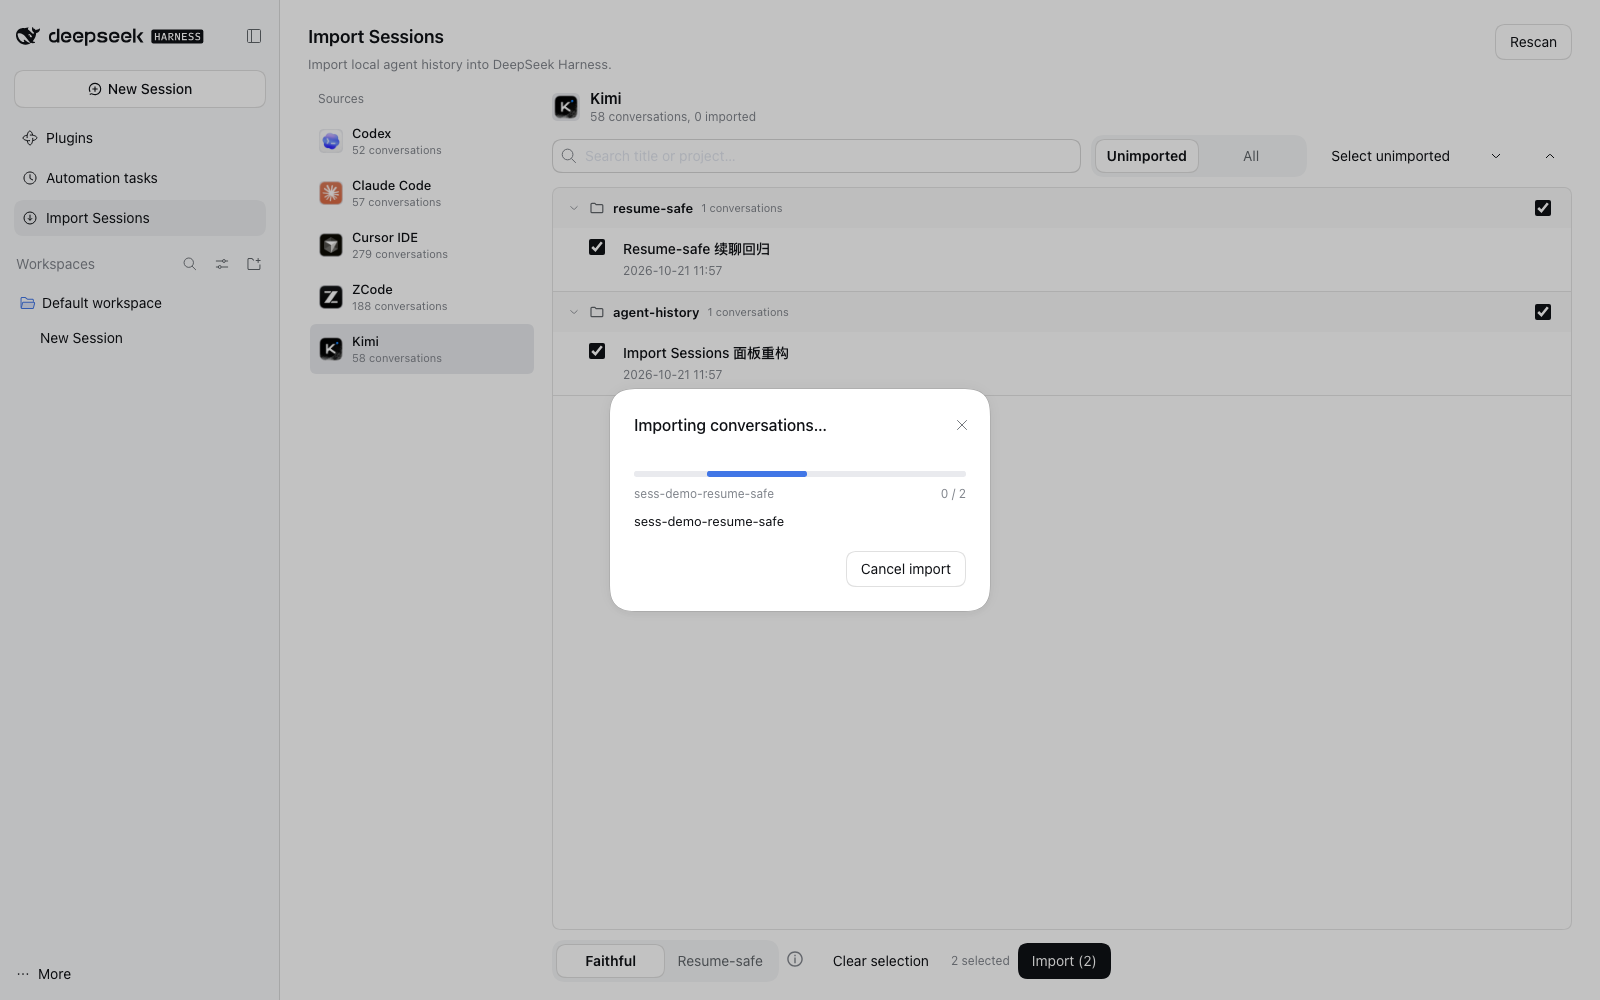 deepseek HARNESS
New Session
Plugins
Automation tasks
Import Sessions
Workspaces
Default workspace
New Session
More
Import Sessions
Import local agent history into DeepSeek Harness.
Rescan
Sources
Codex
52 conversations
Claude Code
57 conversations
Cursor IDE
279 conversations
ZCode
188 conversations
Kimi
58 conversations
Kimi
58 conversations, 0 imported
Search title or project...
Unimported
All
Select unimported
resume-safe 1 conversations
Resume-safe 续聊回归
2026-10-21 11:57
agent-history 1 conversations
Import Sessions 面板重构
2026-10-21 11:57
Importing conversations...
sess-demo-resume-safe 0 / 2
sess-demo-resume-safe
Cancel import
Faithful
Resume-safe
Clear selection
2 selected
Import (2)